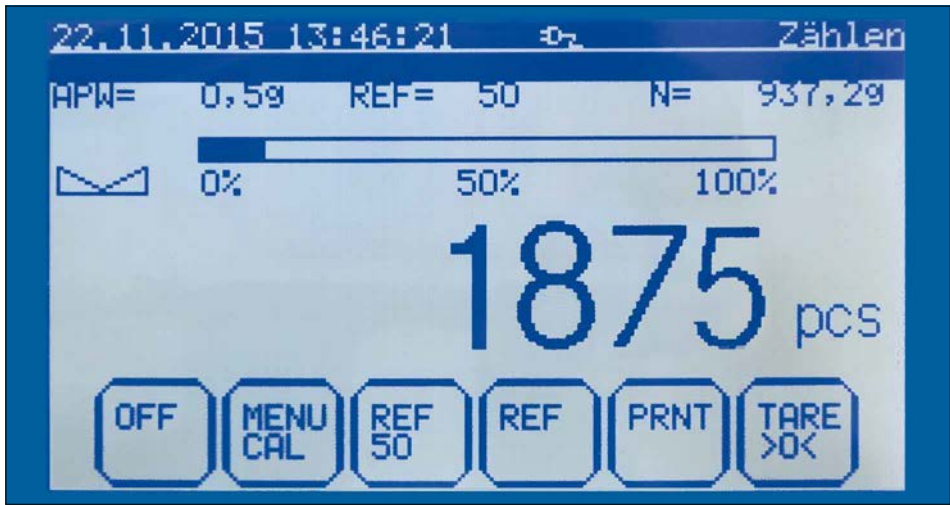 22.11.2015 13:46:21 Zählen
APW= 0,5g REF= 50 N= 937,2g
0% 50% 100%
1875 pcs
OFF MENU CAL REF 50 REF PRNT TARE >0<